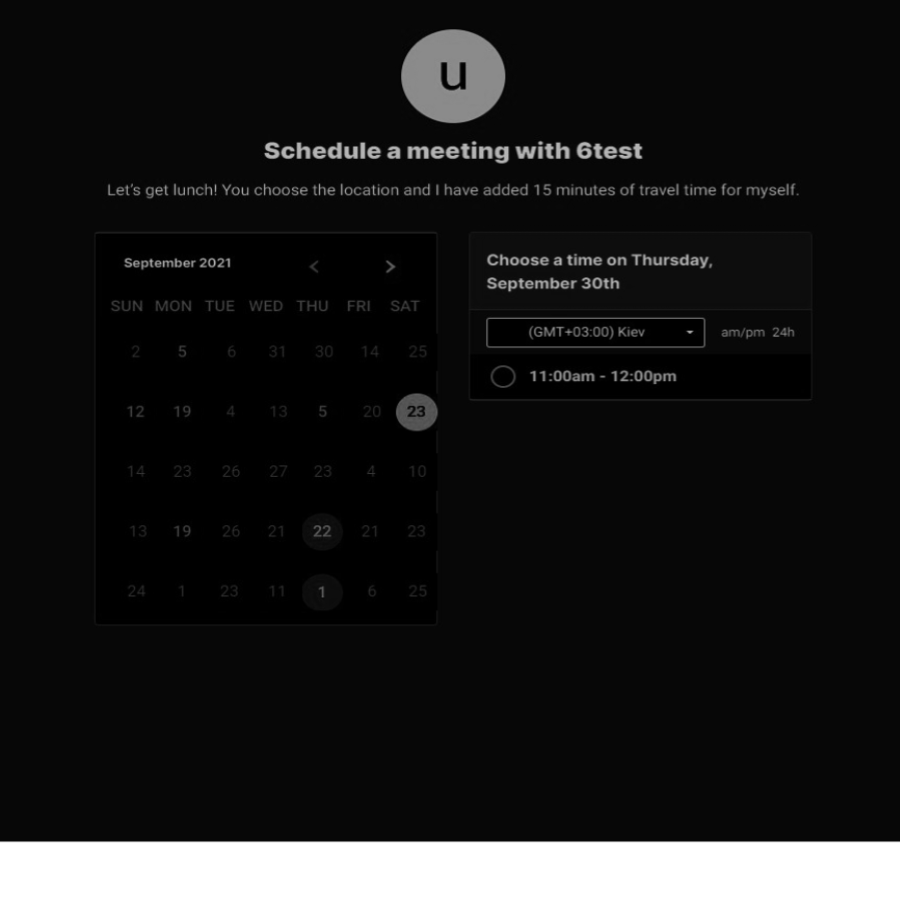 u
Schedule a meeting with 6test
Let's get lunch! You choose the location and I have added 15 minutes of travel time for myself.
September 2021
SUN MON TUE WED THU FRI SAT
2 5 6 31 30 14 25
12 19 4 13 5 20 23
14 23 26 27 23 4 10
13 19 26 21 22 21 23
24 1 23 11 1 6 25
Choose a time on Thursday,
September 30th
(GMT+03:00) Kiev am/pm 24h
11:00am - 12:00pm